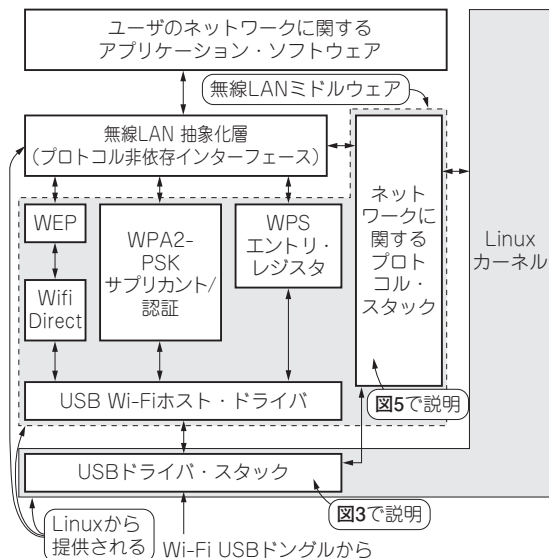 ユーザのネットワークに関する
アプリケーション・ソフトウェア
無線LANミドルウェア
無線LAN 抽象化層
(プロトコル非依存インターフェース)
WEP
Wifi
Direct
WPA2-
PSK
サプリカント/
認証
WPS
エントリ・
レジスタ
ネット
ワークに
関する
プロト
コル・
スタック
Linux
カーネル
USB Wi-Fiホスト・ドライバ
図5で説明
USBドライバ・スタック
図3で説明
Linuxから
提供される
Wi-Fi USBドングルから